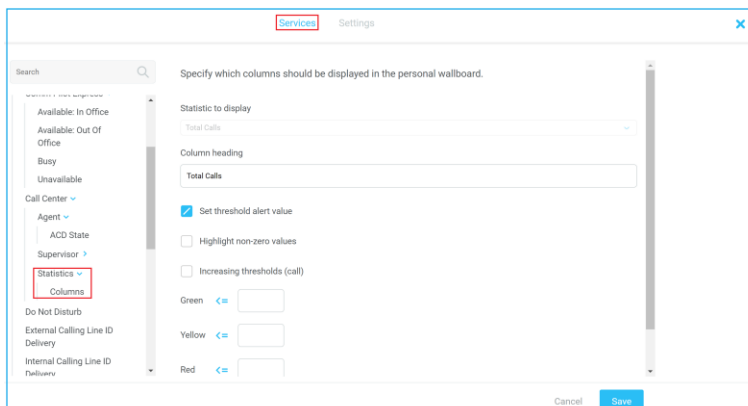 Services Settings
Search
Specify which columns should be displayed in the personal wallboard.
Available: In Office
Available: Out Of
Office
Busy
Unavailable
Call Center
Agent
ACD State
Supervisor
Statistics
Columns
Do Not Disturb
External Calling Line ID
Delivery
Internal Calling Line ID
Delivery
Statistic to display
Total Calls
Column heading
Total Calls
Set threshold alert value
Highlight non-zero values
Increasing thresholds (call)
Green <=
Yellow <=
Red <=
Cancel Save